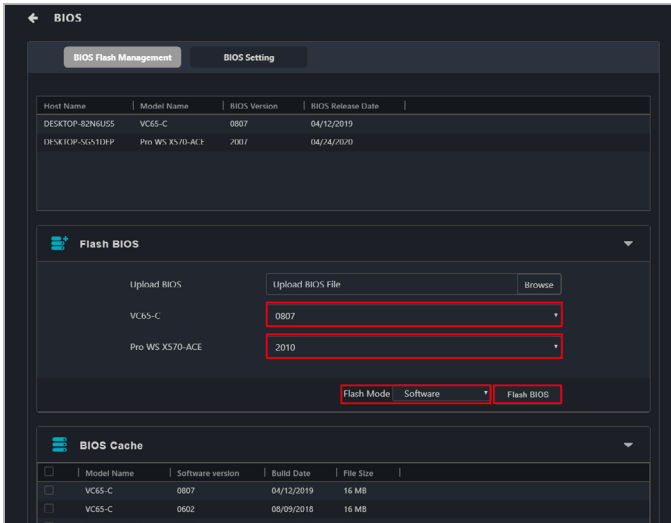 BIOS
BIOS Flash Management BIOS Setting
Host Name Model Name BIOS Version BIOS Release Date
DESKTOP-82N6US5 VC65-C 0807 04/12/2019
DESKTOP-SG51DFP Pro WS X570-ACE 2007 04/24/2020
Flash BIOS
Upload BIOS Upload BIOS File Browse
VC65-C 0807
Pro WS X570-ACE 2010
Flash Mode Software Flash BIOS
BIOS Cache
Model Name Software version Build Date File Size
VC65-C 0807 04/12/2019 16 MB
VC65-C 0602 08/09/2018 16 MB